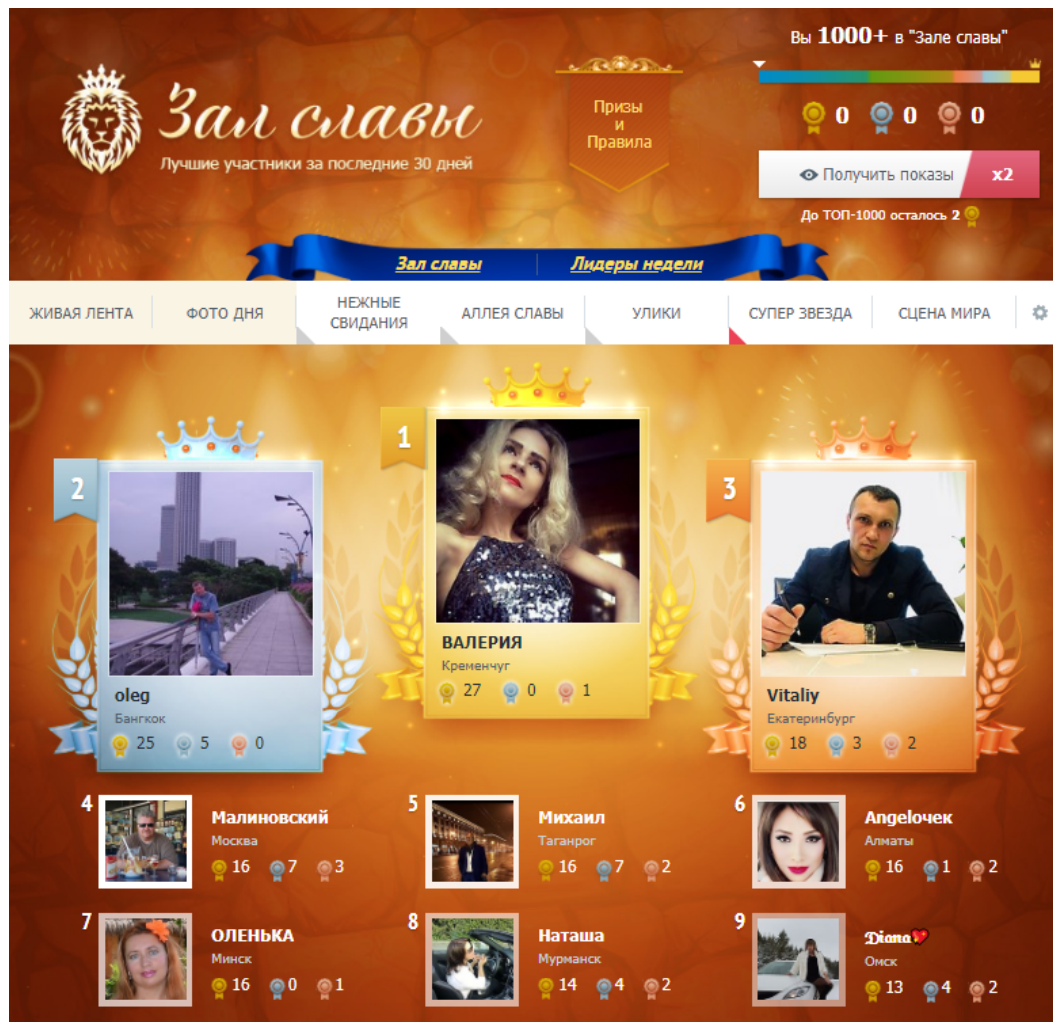 Вы 1000+ в "Зале славы"
Зал славы
Лучшие участники за последние 30 дней
Призы
и
Правила
0 0 0
Получить показы x2
До ТОП-1000 осталось 2
Зал славы Лидеры недели
ЖИВАЯ ЛЕНТА ФОТО ДНЯ НЕЖНЫЕ СВИДАНИЯ АЛЛЕЯ СЛАВЫ УЛИКИ СУПЕР ЗВЕЗДА СЦЕНА МИРА
1
ВАЛЕРИЯ
Кременчуг
27 0 1
2
oleg
Бангкок
25 5 0
3
Vitaliy
Екатеринбург
18 3 2
4
Малиновский
Москва
16 7 3
5
Михаил
Таганрог
16 7 2
6
Angelочек
Алматы
16 1 2
7
ОЛЕНЬКА
Минск
16 0 1
8
Наташа
Мурманск
14 4 2
9
𝕯𝖎𝖆𝖓𝖆💖
Омск
13 4 2